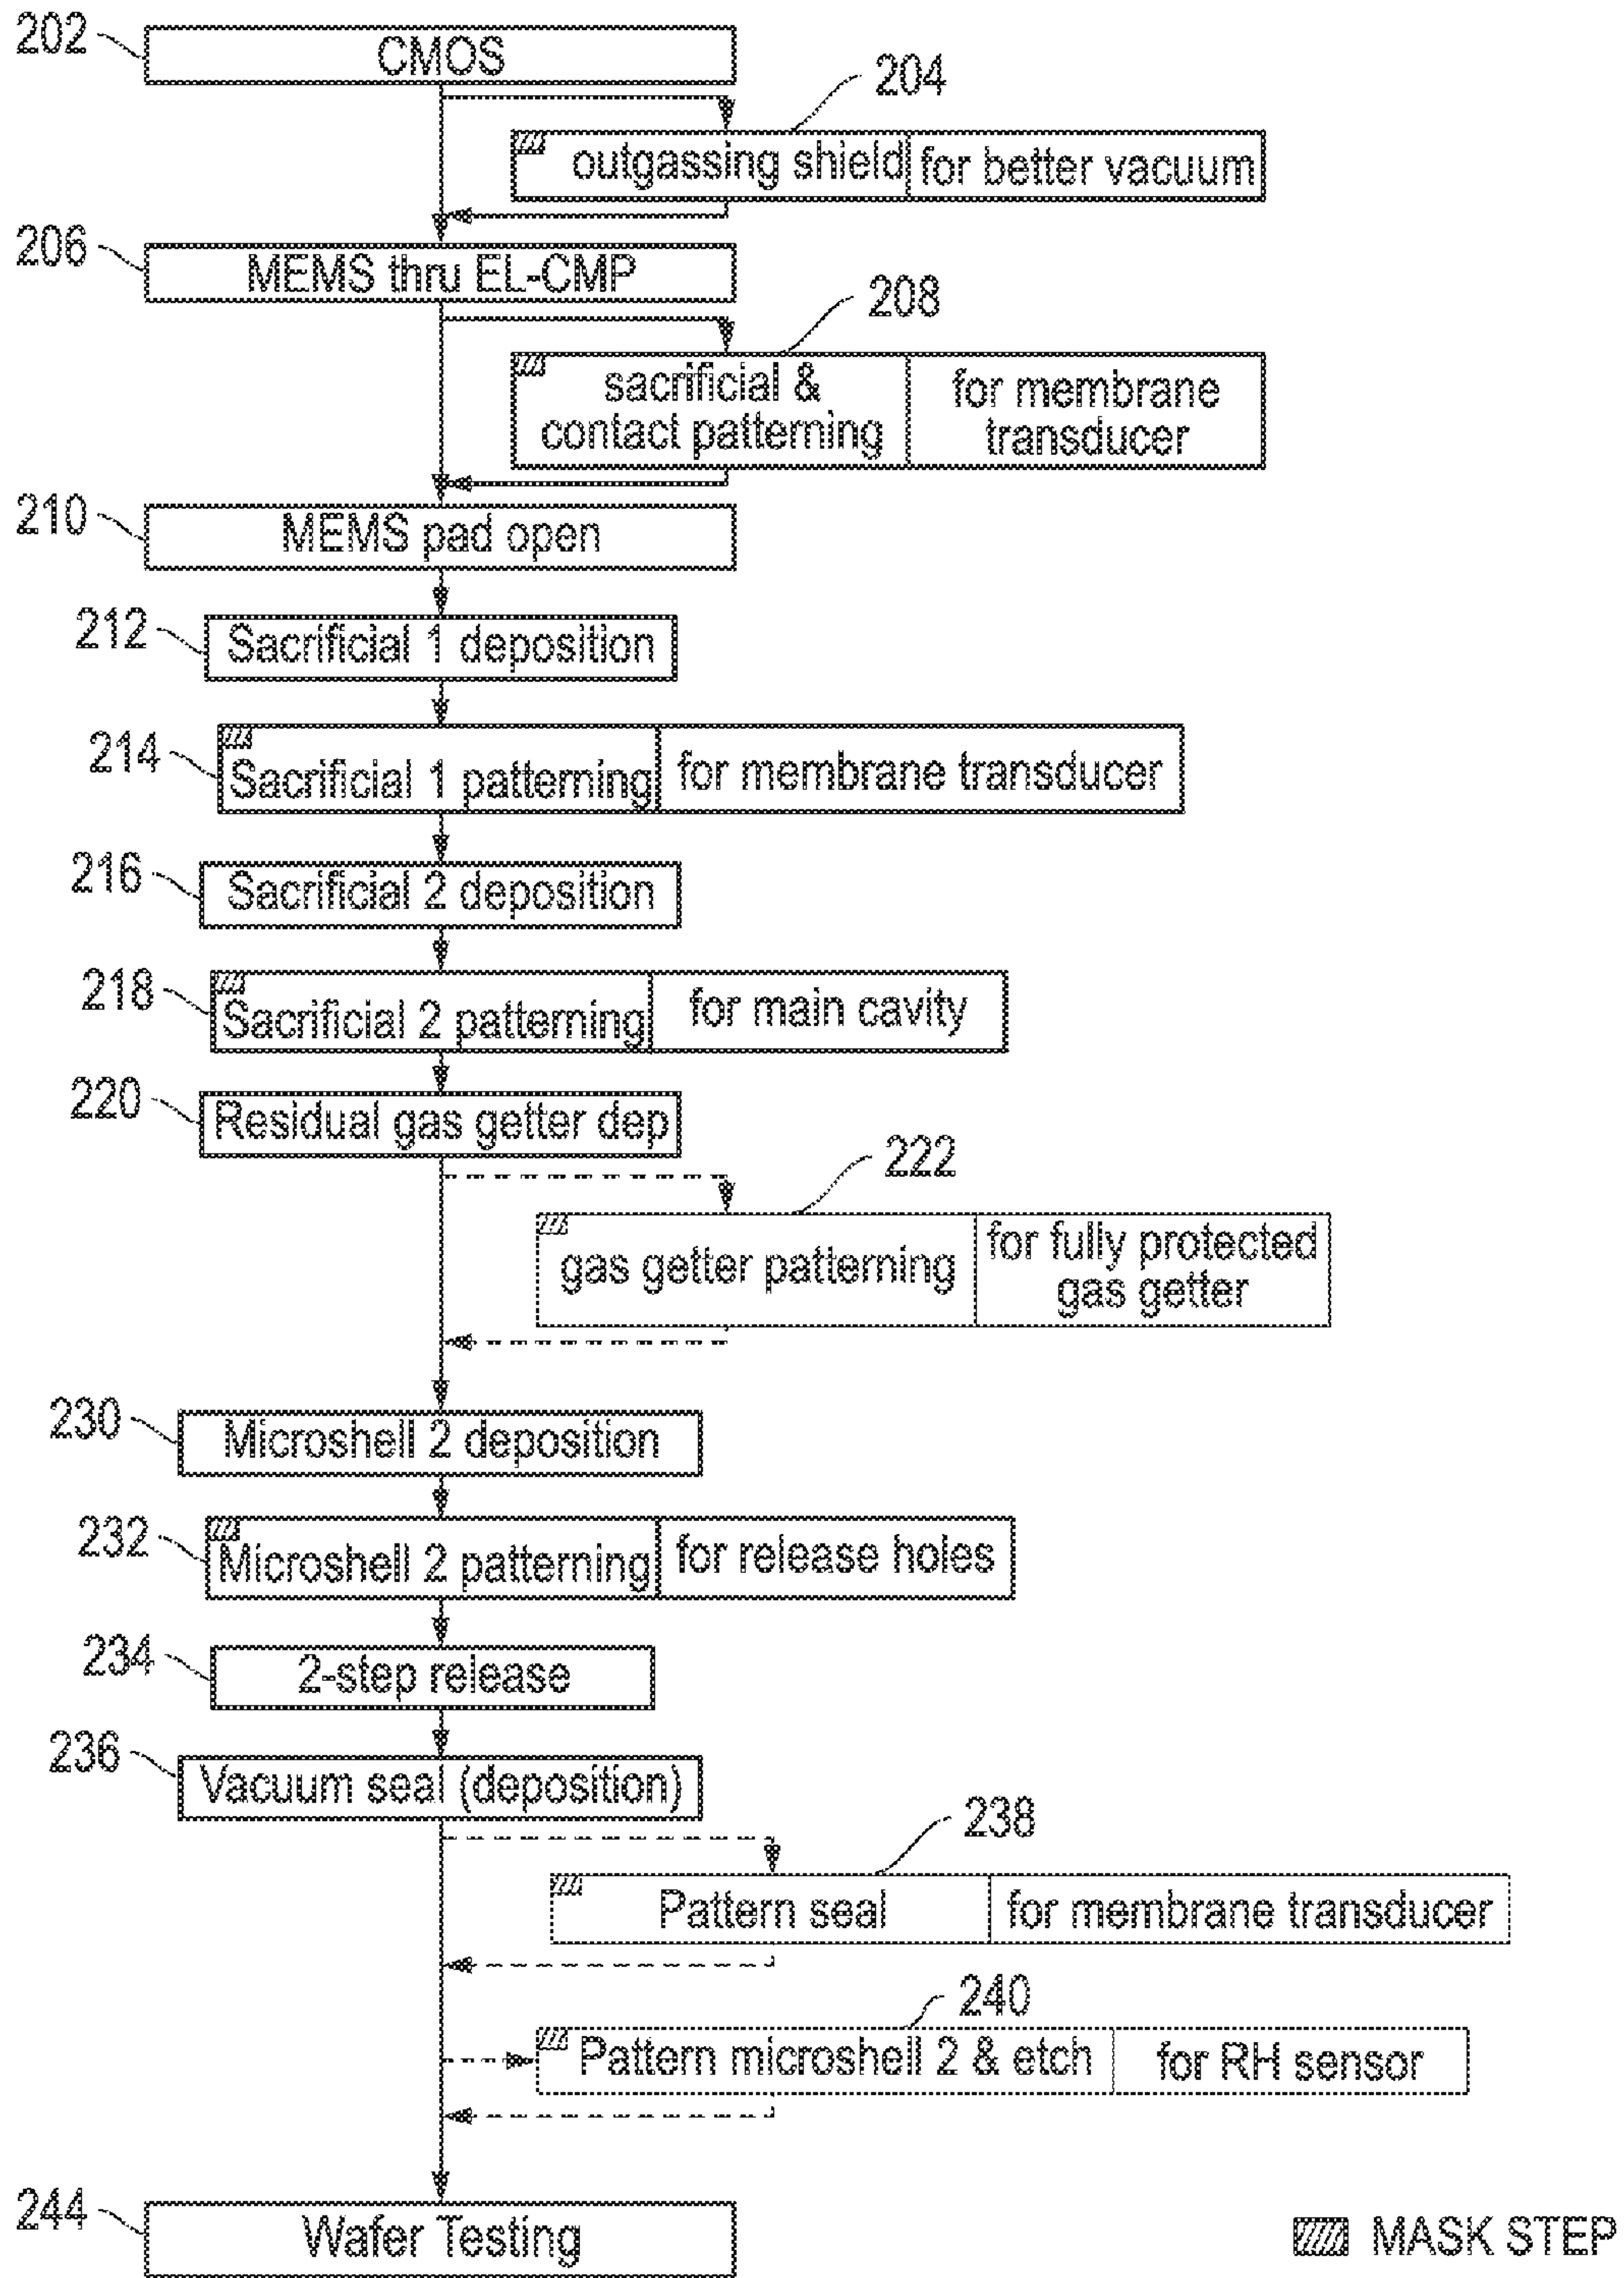 202
CMOS
204
outgassing shield
for better vacuum
206
MEMS thru EL-CMP
208
sacrificial &
contact patterning
for membrane
transducer
210
MEMS pad open
212
Sacrificial 1 deposition
214
Sacrificial 1 patterning
for membrane transducer
216
Sacrificial 2 deposition
218
Sacrificial 2 patterning
for main cavity
220
Residual gas getter dep
222
gas getter patterning
for fully protected
gas getter
230
Microshell 2 deposition
232
Microshell 2 patterning
for release holes
234
2-step release
236
Vacuum seal (deposition)
238
Pattern seal
for membrane transducer
240
Pattern microshell 2 & etch
for RH sensor
244
Wafer Testing
MASK STEP